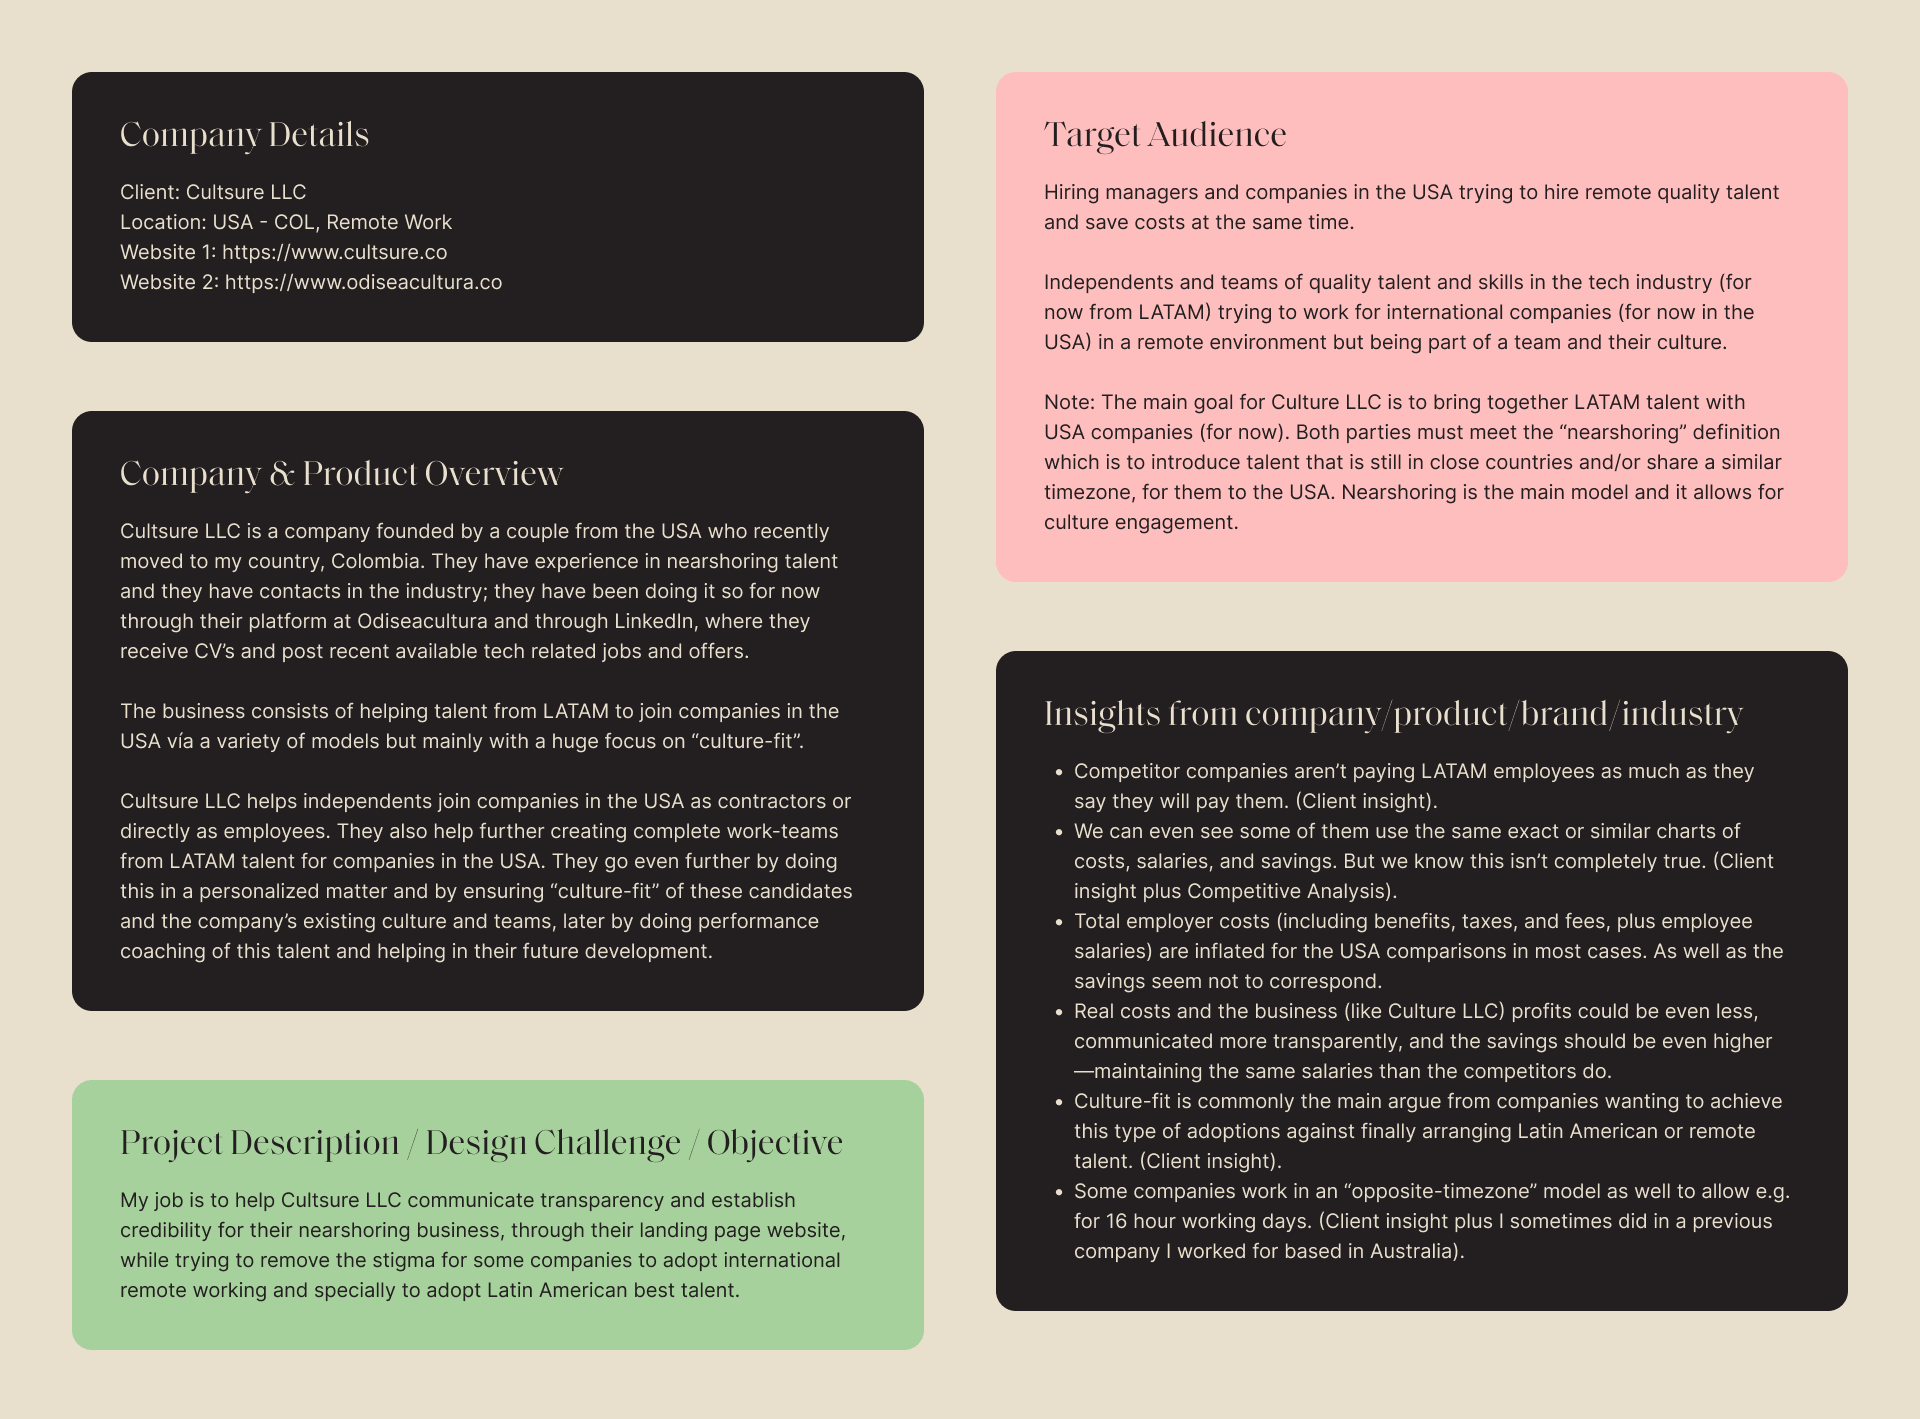 Company Details
Client: Cultsure LLC
Location: USA - COL, Remote Work
Website 1: https://www.cultsure.co
Website 2: https://www.odiseacultura.co
Company & Product Overview
Cultsure LLC is a company founded by a couple from the USA who recently
moved to my country, Colombia. They have experience in nearshoring talent
and they have contacts in the industry; they have been doing it so for now
through their platform at Odiseacultura and through LinkedIn, where they
receive CV’s and post recent available tech related jobs and offers.
The business consists of helping talent from LATAM to join companies in the
USA vía a variety of models but mainly with a huge focus on “culture-fit”.
Cultsure LLC helps independents join companies in the USA as contractors or
directly as employees. They also help further creating complete work-teams
from LATAM talent for companies in the USA. They go even further by doing
this in a personalized matter and by ensuring “culture-fit” of these candidates
and the company’s existing culture and teams, later by doing performance
coaching of this talent and helping in their future development.
Project Description / Design Challenge / Objective
My job is to help Cultsure LLC communicate transparency and establish
credibility for their nearshoring business, through their landing page website,
while trying to remove the stigma for some companies to adopt international
remote working and specially to adopt Latin American best talent.
Target Audience
Hiring managers and companies in the USA trying to hire remote quality talent
and save costs at the same time.
Independents and teams of quality talent and skills in the tech industry (for
now from LATAM) trying to work for international companies (for now in the
USA) in a remote environment but being part of a team and their culture.
Note: The main goal for Culture LLC is to bring together LATAM talent with
USA companies (for now). Both parties must meet the “nearshoring” definition
which is to introduce talent that is still in close countries and/or share a similar
timezone, for them to the USA. Nearshoring is the main model and it allows for
culture engagement.
Insights from company/product/brand/industry
• Competitor companies aren’t paying LATAM employees as much as they
say they will pay them. (Client insight).
• We can even see some of them use the same exact or similar charts of
costs, salaries, and savings. But we know this isn’t completely true. (Client
insight plus Competitive Analysis).
• Total employer costs (including benefits, taxes, and fees, plus employee
salaries) are inflated for the USA comparisons in most cases. As well as the
savings seem not to correspond.
• Real costs and the business (like Culture LLC) profits could be even less,
communicated more transparently, and the savings should be even higher
—maintaining the same salaries than the competitors do.
• Culture-fit is commonly the main argue from companies wanting to achieve
this type of adoptions against finally arranging Latin American or remote
talent. (Client insight).
• Some companies work in an “opposite-timezone” model as well to allow e.g.
for 16 hour working days. (Client insight plus I sometimes did in a previous
company I worked for based in Australia).